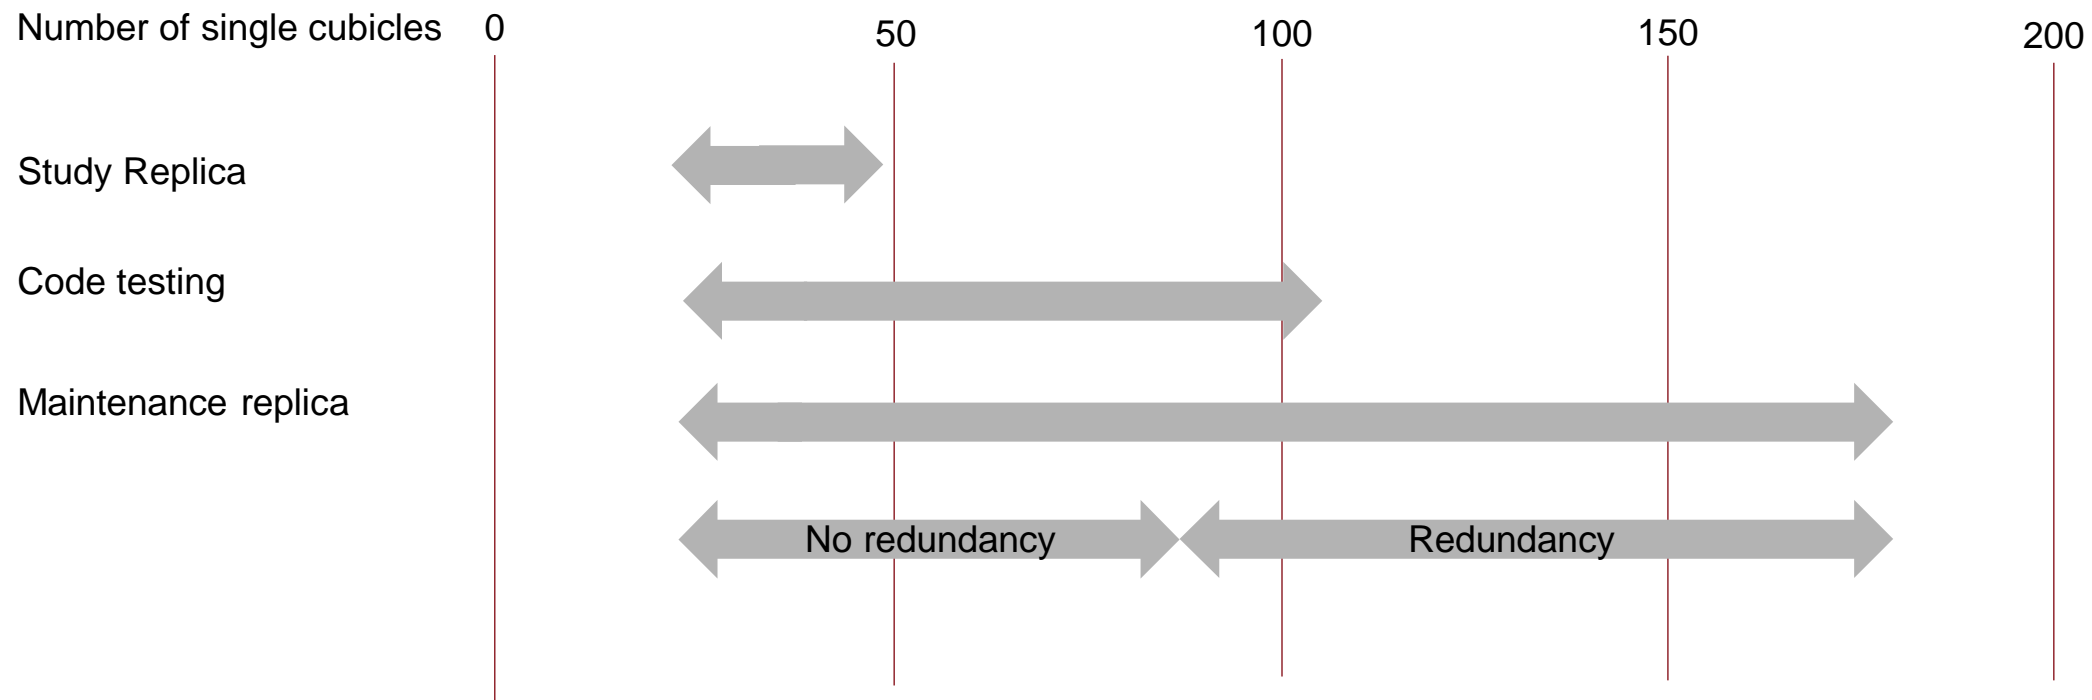 Number of single cubicles 0 50 100 150 200
Study Replica
Code testing
Maintenance replica
No redundancy Redundancy